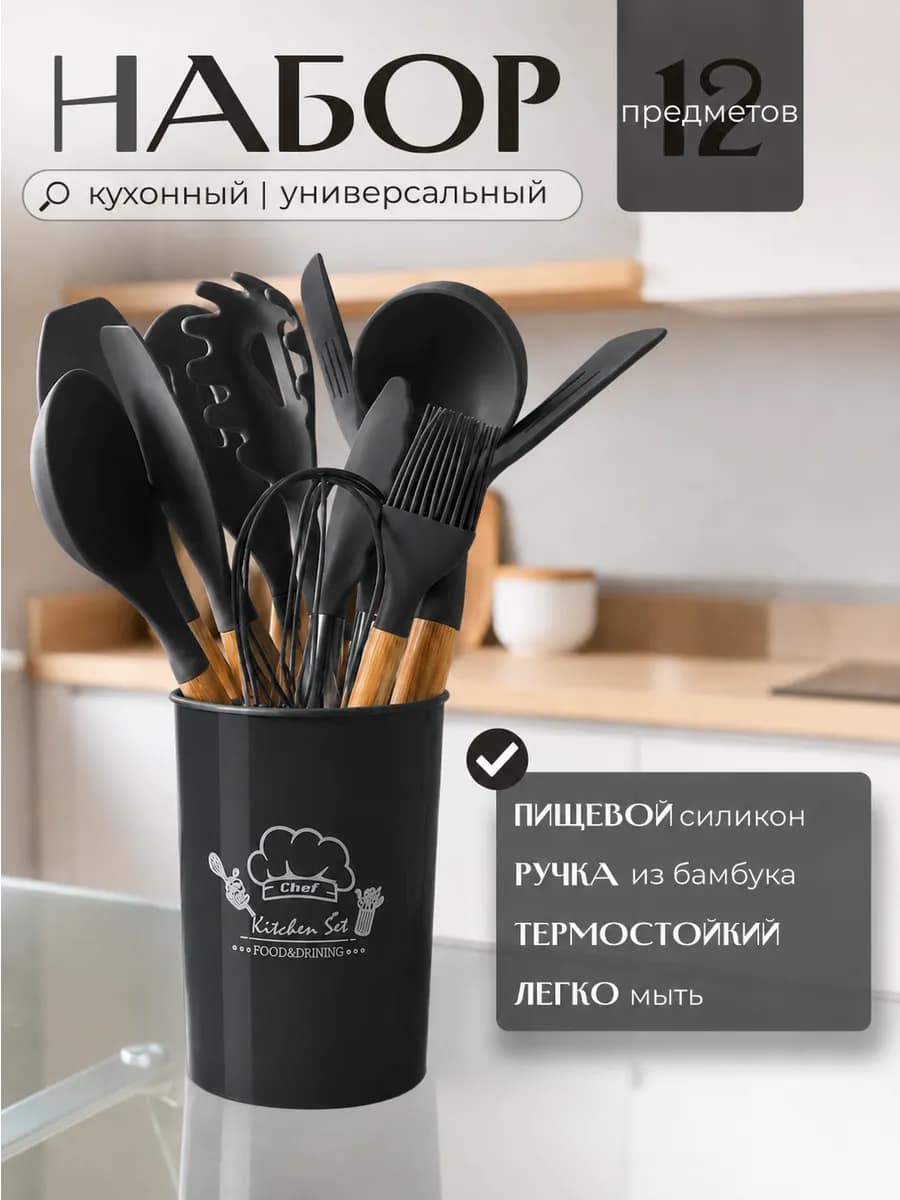 НАБОР
кухонный | универсальный
12
предметов
ПИЩЕВОЙ силикон
РУЧКА из бамбука
ТЕРМОСТОЙКИЙ
ЛЕГКО мыть
Chef
Kitchen Set
FOOD&DRINING